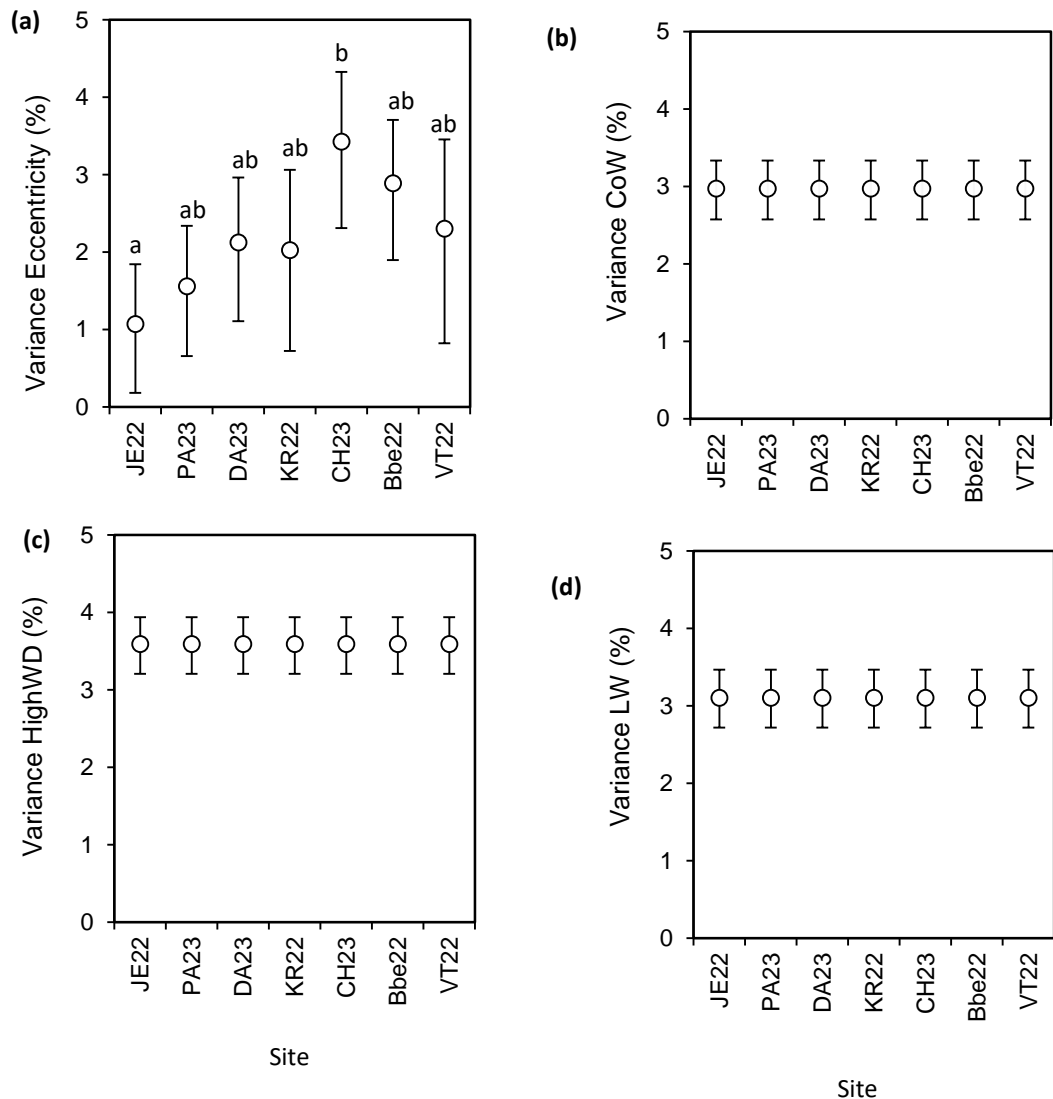 (a)
Variance Eccentricity (%)
5
4
3
2
1
0
a
ab
ab
ab
b
ab
ab
JE22
PA23
DA23
KR22
CH23
Bbe22
VT22
(b)
Variance CoW (%)
5
4
3
2
1
0
JE22
PA23
DA23
KR22
CH23
Bbe22
VT22
(c)
Variance HighWD (%)
5
4
3
2
1
0
JE22
PA23
DA23
KR22
CH23
Bbe22
VT22
Site
(d)
Variance LW (%)
5
4
3
2
1
0
JE22
PA23
DA23
KR22
CH23
Bbe22
VT22
Site